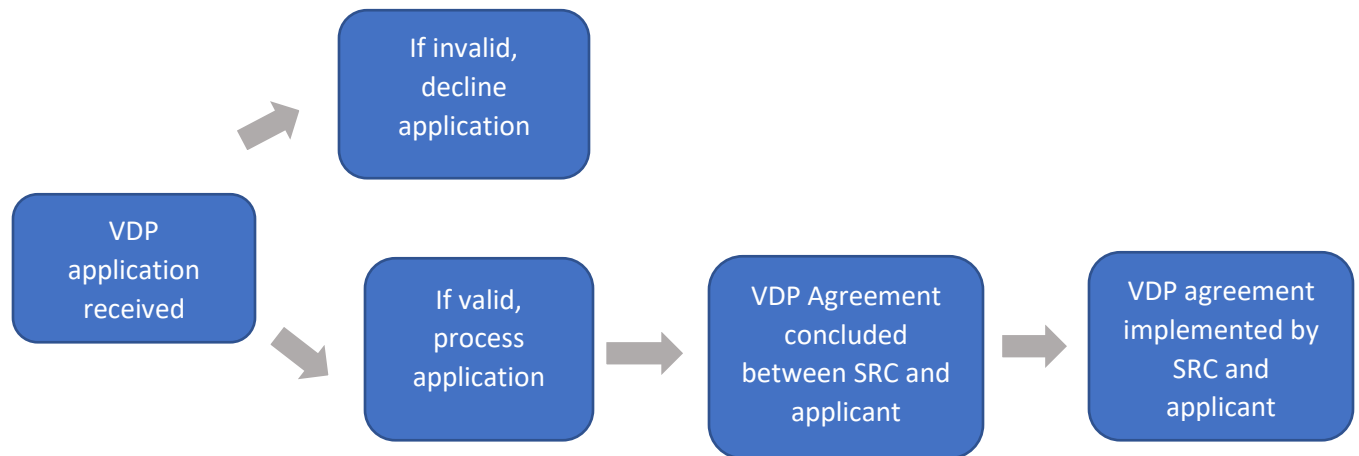 If invalid,
decline
application
VDP
application
received
If valid,
process
application
VDP Agreement
concluded
between SRC and
applicant
VDP agreement
implemented by
SRC and
applicant